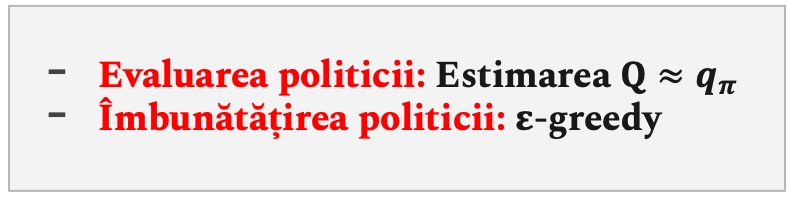 - Evaluarea politicii: Estimarea Q ≈ qπ
- Îmbunătățirea politicii: ε-greedy